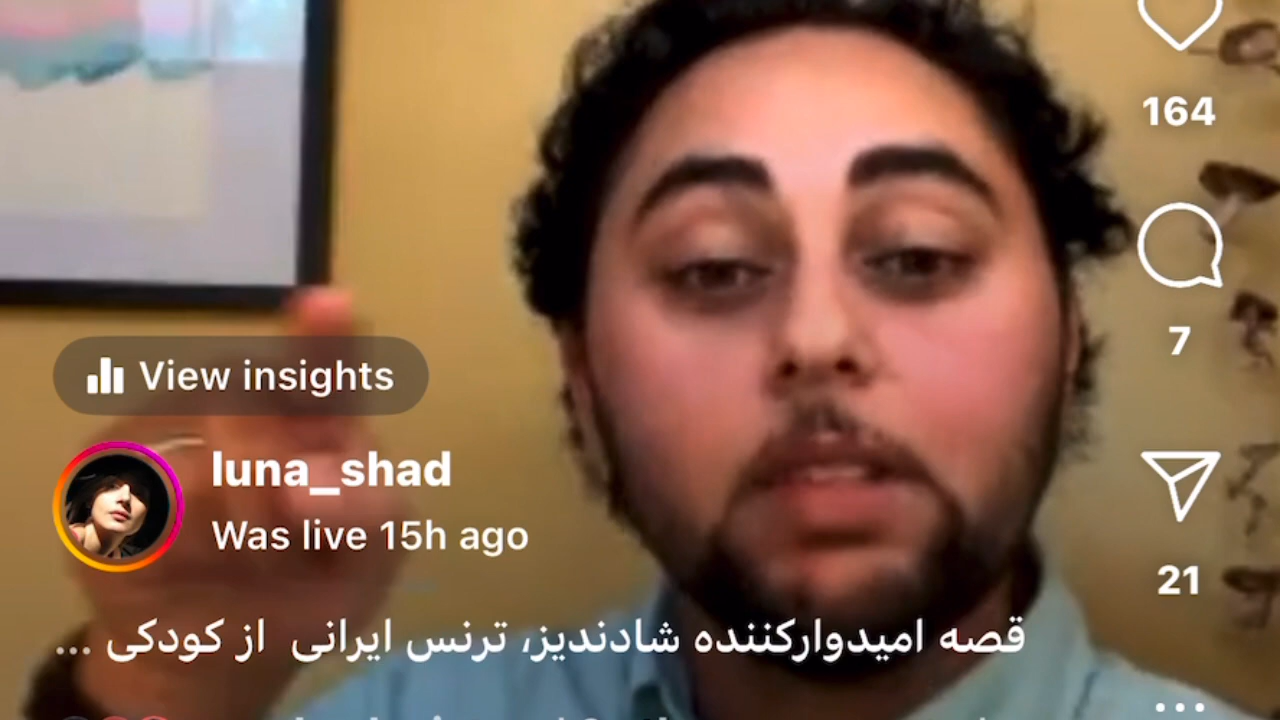 164
7
View insights
luna_shad
Was live 15h ago
21
قصه امیدوارکننده شادندیز، ترنس ایرانی از کودکی ...